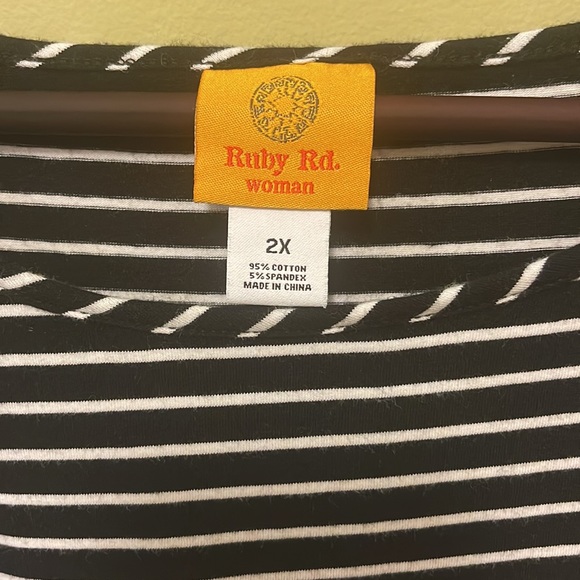 Ruby Rd.
woman
2X
95% COTTON
5% SPANDEX
MADE IN CHINA